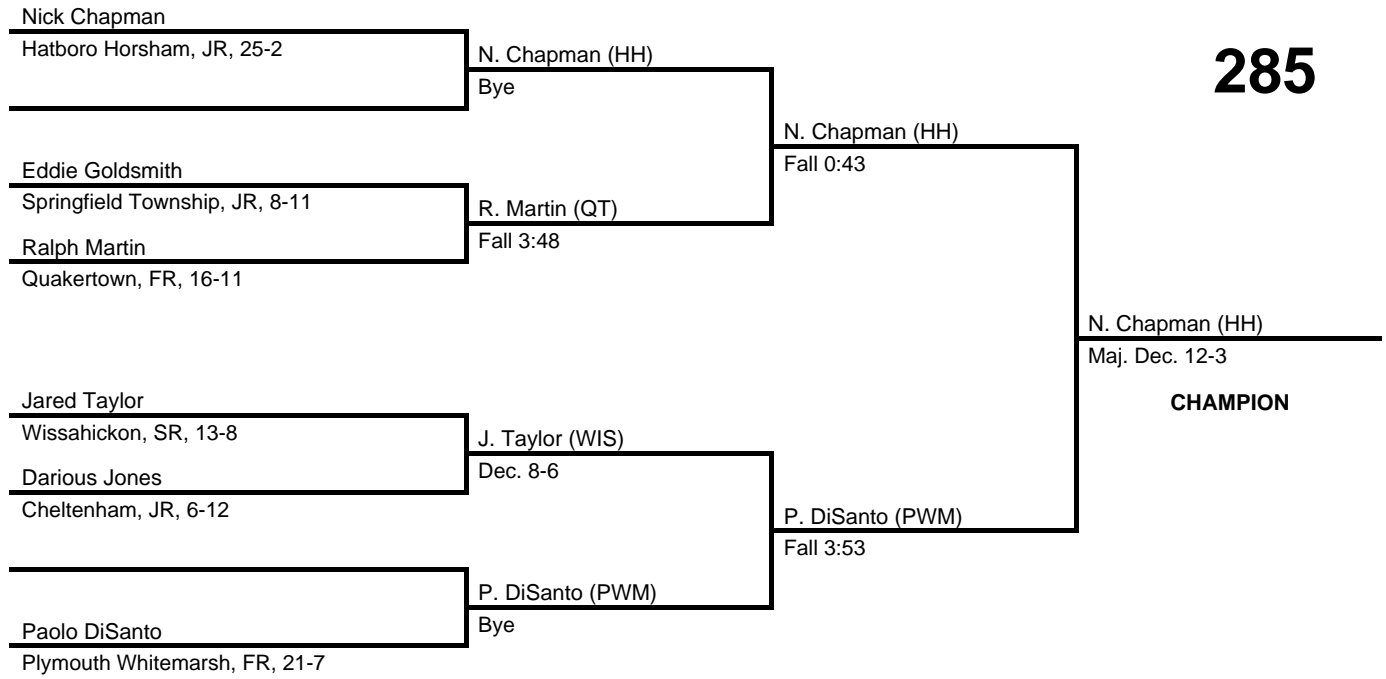 Nick Chapman
Hatboro Horsham, JR, 25-2
N. Chapman (HH)
Bye
285
N. Chapman (HH)
Fall 0:43
Eddie Goldsmith
Springfield Township, JR, 8-11
R. Martin (QT)
Fall 3:48
Ralph Martin
Quakertown, FR, 16-11
N. Chapman (HH)
Maj. Dec. 12-3
CHAMPION
Jared Taylor
Wissahickon, SR, 13-8
J. Taylor (WIS)
Dec. 8-6
Darious Jones
Cheltenham, JR, 6-12
P. DiSanto (PWM)
Fall 3:53
P. DiSanto (PWM)
Bye
Paolo DiSanto
Plymouth Whitemarsh, FR, 21-7